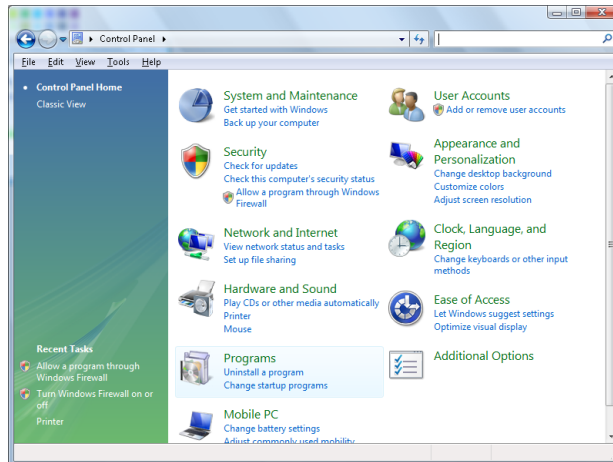 Control Panel
File Edit View Tools Help
Control Panel Home
Classic View
System and Maintenance
Get started with Windows
Back up your computer
Security
Check for updates
Check this computer's security status
Allow a program through Windows
Firewall
Network and Internet
View network status and tasks
Set up file sharing
Hardware and Sound
Play CDs or other media automatically
Printer
Mouse
Programs
Uninstall a program
Change startup programs
Mobile PC
Change battery settings
Adjust commonly used mobility
User Accounts
Add or remove user accounts
Appearance and
Personalization
Change desktop background
Customize colors
Adjust screen resolution
Clock, Language, and
Region
Change keyboards or other input
methods
Ease of Access
Let Windows suggest settings
Optimize visual display
Additional Options
Recent Tasks
Allow a program through
Windows Firewall
Turn Windows Firewall on or
off
Printer